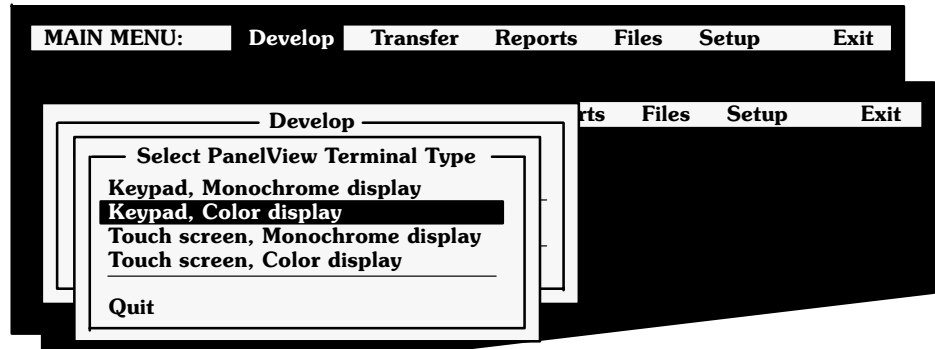 MAIN MENU: Develop Transfer Reports Files Setup Exit
rts Files Setup Exit
Develop
Select PanelView Terminal Type
Keypad, Monochrome display
Keypad, Color display
Touch screen, Monochrome display
Touch screen, Color display
Quit